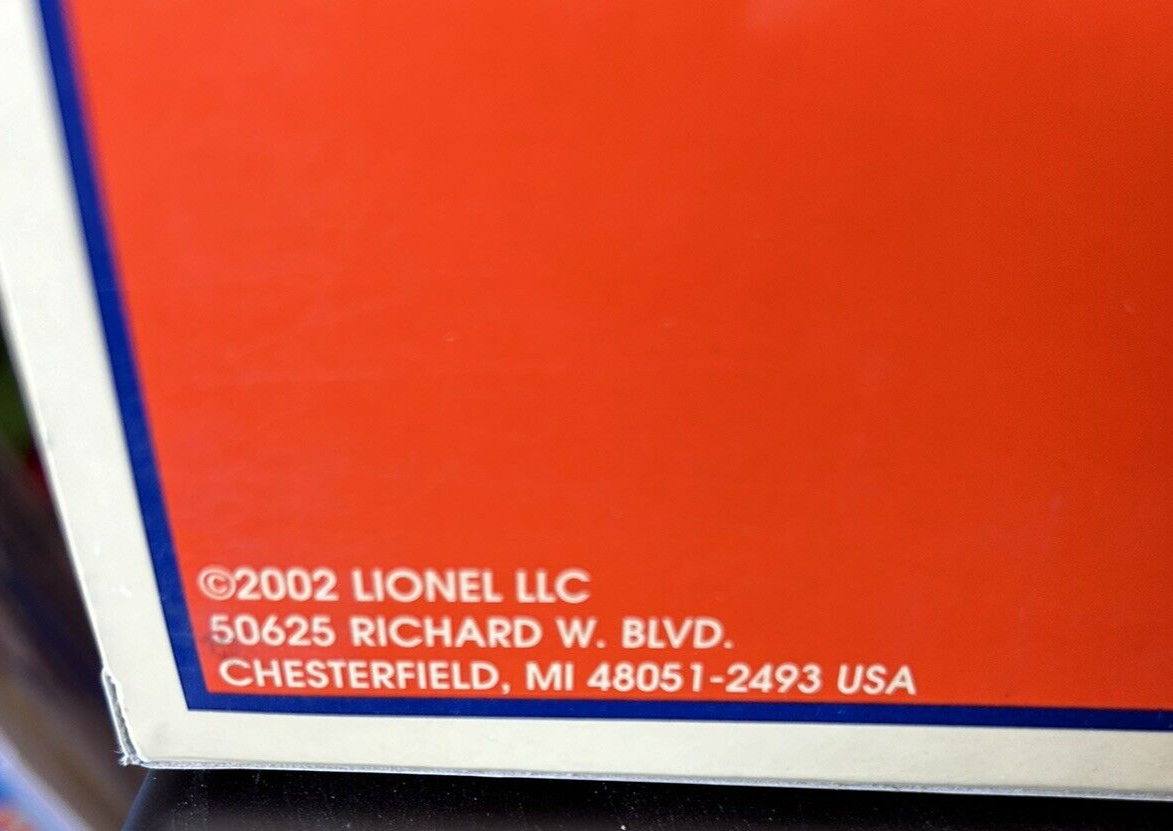 ©2002 LIONEL LLC
50625 RICHARD W. BLVD.
CHESTERFIELD, MI 48051-2493 USA